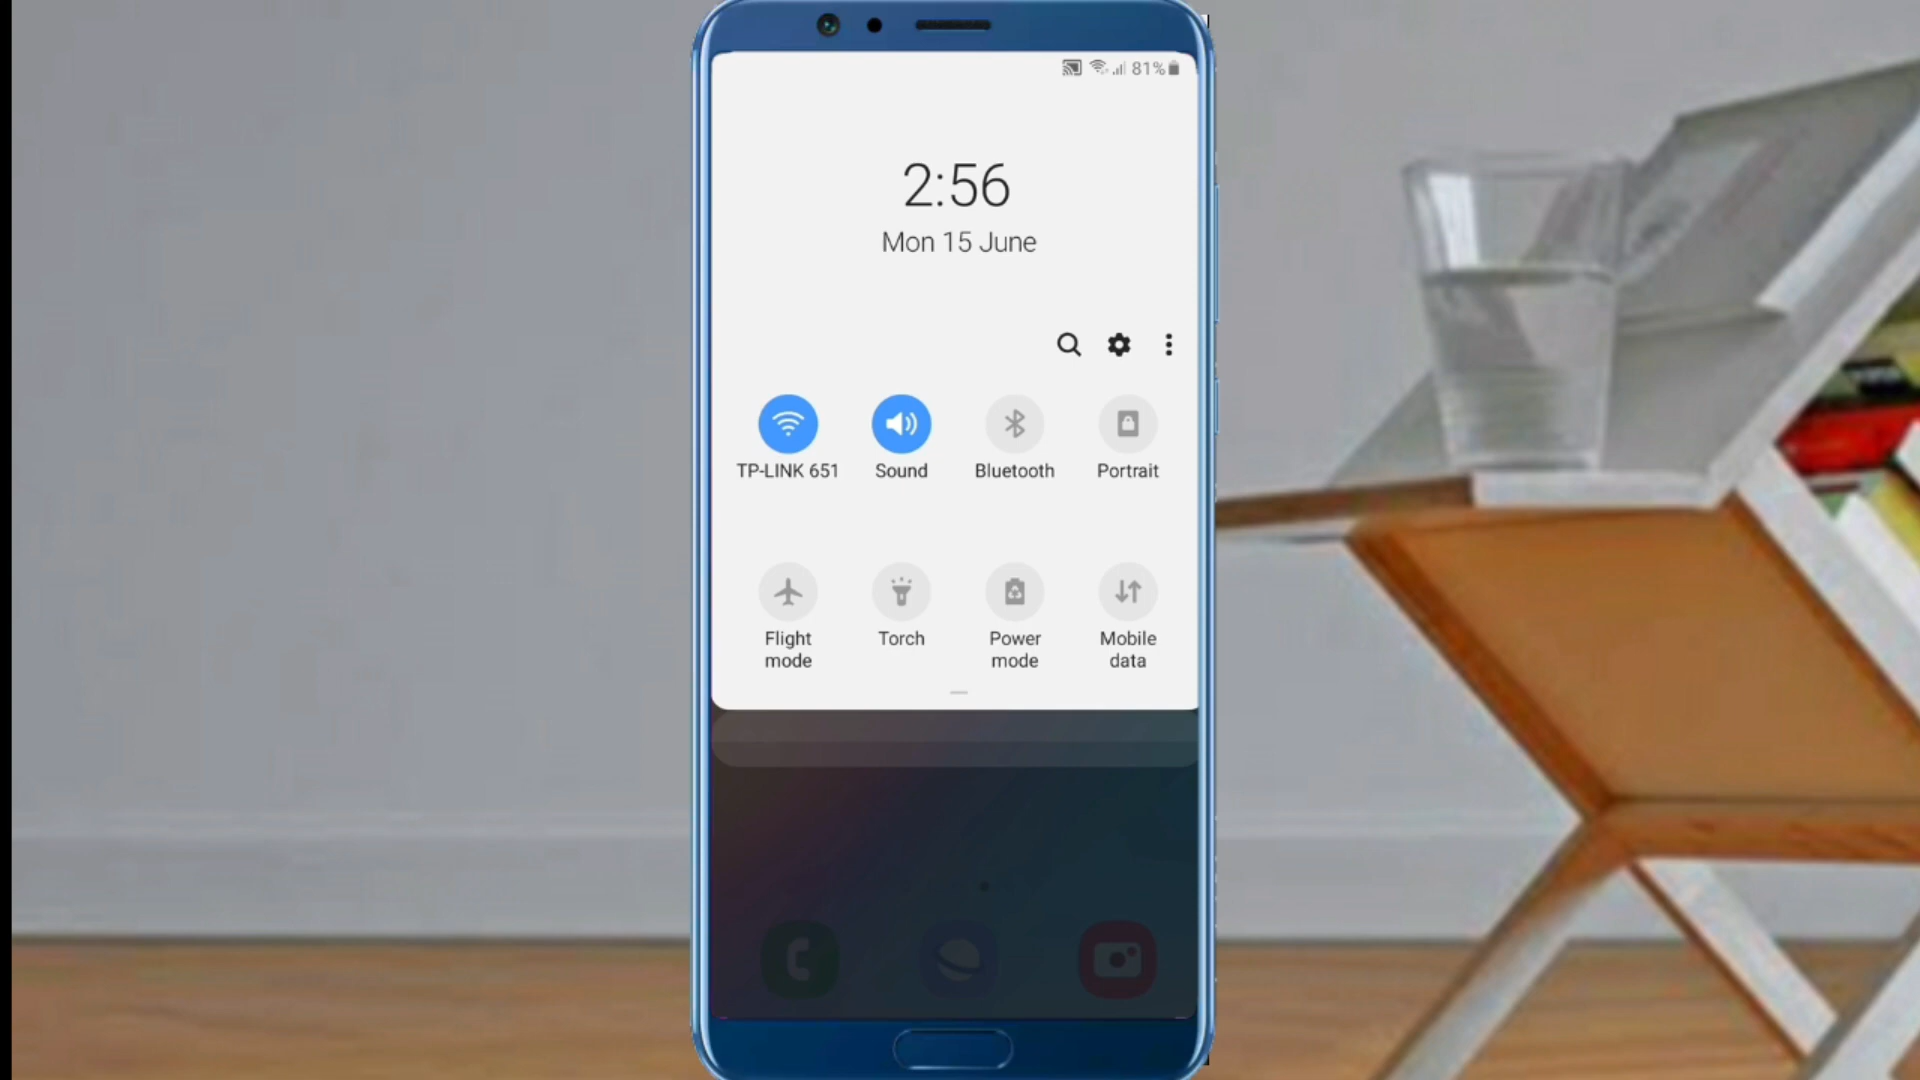 81%
2:56
Mon 15 June
TP-LINK 651 Sound Bluetooth Portrait
Flight mode Torch Power mode Mobile data